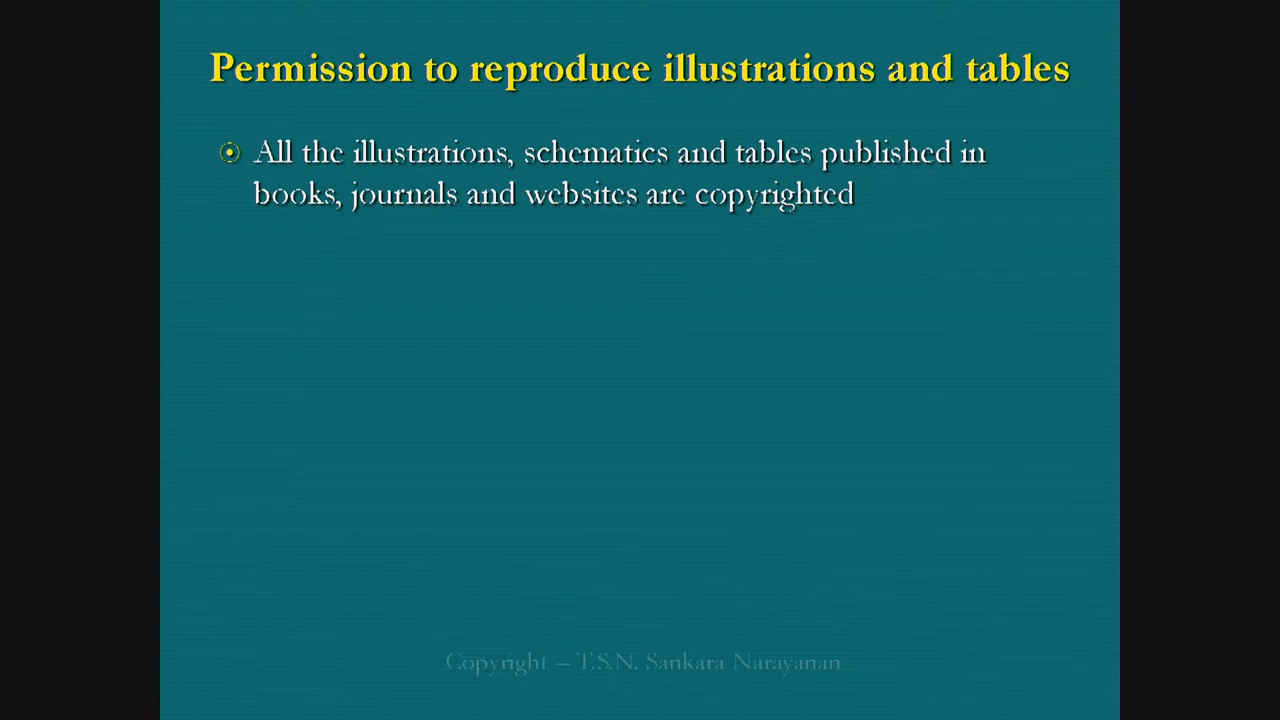 Permission to reproduce illustrations and tables
All the illustrations, schematics and tables published in
books, journals and websites are copyrighted
Copyright – T.S.N. Sankara Narayanan